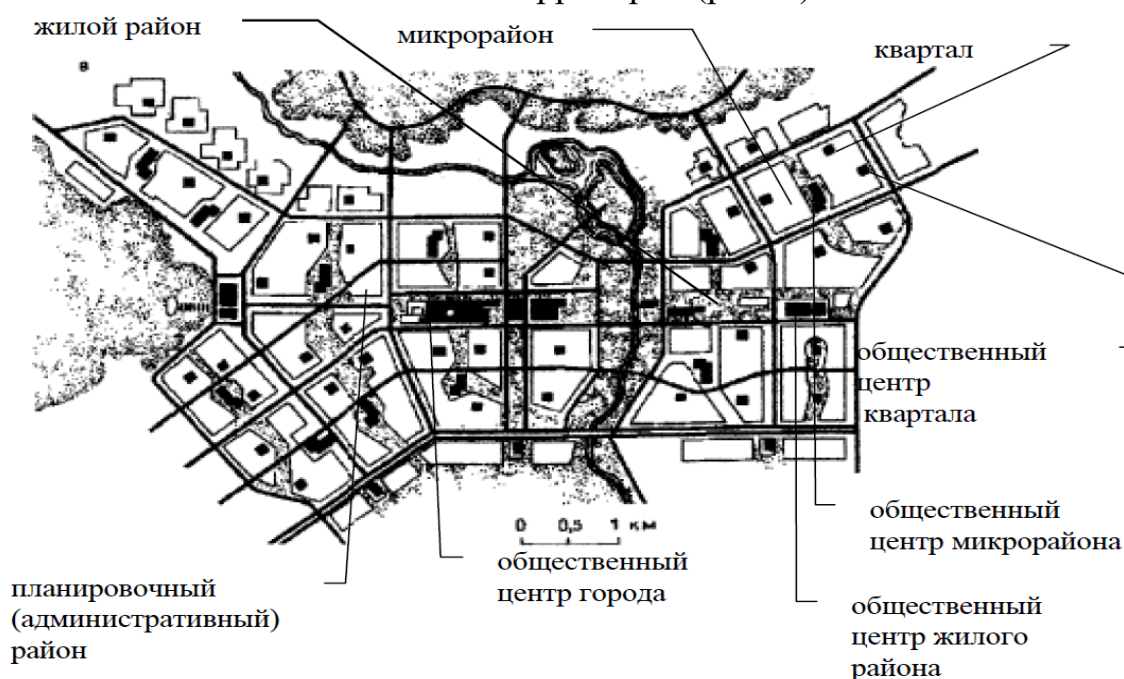 жилой район
микрорайон
квартал
в
общественный
центр
квартала
0 0,5 1 км
общественный
центр микрорайона
общественный
центр города
планировочный
(административный)
район
общественный
центр жилого
района